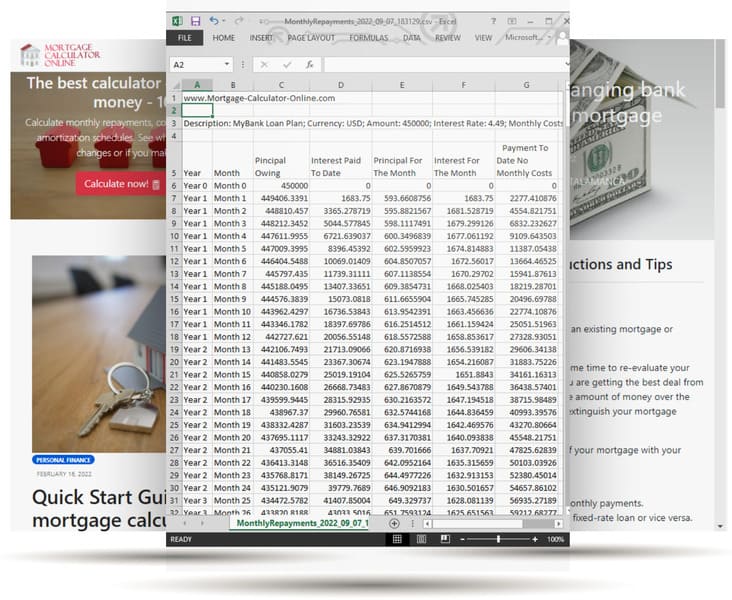 MORTGAGE
CALCULATOR
ONLINE
The best calculator
money - 10
Calculate monthly repayments, co
amortization schedules. See wh
changes or if you mak
Calculate now!
PERSONAL FINANCE
FEBRUARY 16, 2022
Quick Start Gui
mortgage calcu
MonthlyRepayments_2022_09_07_183129.csv - Excel
FILE HOME INSERT PAGE LAYOUT FORMULAS DATA REVIEW VIEW Microsoft...
A2 fx
A B C D E F G
1 www.Mortgage-Calculator-Online.com
2
3 Description: MyBank Loan Plan; Currency: USD; Amount: 450000; Interest Rate: 4.49; Monthly Costs
4
Payment To
Pincipal Interest Paid Principal For Interest For Date No
5 Year Month Owing To Date The Month The Month Monthly Costs
6 Year 0 Month 0 450000 0 0 0 0
7 Year 1 Month 1 449406.3391 1683.75 593.6608756 1683.75 2277.410876
8 Year 1 Month 2 448810.457 3365.278719 595.8821567 1681.528719 4554.821751
9 Year 1 Month 3 448212.3452 5044.577845 598.1117491 1679.299126 6832.232627
10 Year 1 Month 4 447611.9955 6721.639037 600.3496839 1677.061192 9109.643503
11 Year 1 Month 5 447009.3995 8396.45392 602.5959923 1674.814883 11387.05438
12 Year 1 Month 6 446404.5488 10069.01409 604.8507057 1672.56017 13664.46525
13 Year 1 Month 7 445797.435 11739.31111 607.1138554 1670.29702 15941.87613
14 Year 1 Month 8 445188.0495 13407.33651 609.3854731 1668.025403 18219.28701
15 Year 1 Month 9 444576.3839 15073.0818 611.6655904 1665.745285 20496.69788
16 Year 1 Month 10 443962.4297 16736.53843 613.9542391 1663.456636 22774.10876
17 Year 1 Month 11 443346.1782 18397.69786 616.2514512 1661.159424 25051.51963
18 Year 1 Month 12 442727.621 20056.55148 618.5572588 1658.853617 27328.93051
19 Year 2 Month 13 442106.7493 21713.09066 620.8716938 1656.539182 29606.34138
20 Year 2 Month 14 441483.5545 23367.30674 623.1947888 1654.216087 31883.75226
21 Year 2 Month 15 440858.0279 25019.19104 625.5265759 1651.8843 34161.16313
22 Year 2 Month 16 440230.1608 26668.73483 627.8670879 1649.543788 36438.57401
23 Year 2 Month 17 439599.9445 28315.92935 630.2163572 1647.194518 38715.98489
24 Year 2 Month 18 438967.37 29960.76581 632.5744168 1644.836459 40993.39576
25 Year 2 Month 19 438332.4287 31603.23539 634.9412994 1642.469576 43270.80664
26 Year 2 Month 20 437695.1117 33243.32922 637.3170381 1640.093838 45548.21751
27 Year 2 Month 21 437055.41 34881.03843 639.701666 1637.70921 47825.62839
28 Year 2 Month 22 436413.3148 36516.35409 642.0952164 1635.315659 50103.03926
29 Year 2 Month 23 435768.8171 38149.26725 644.4977226 1632.913153 52380.45014
30 Year 2 Month 24 435121.9079 39779.7689 646.9092183 1630.501657 54657.86102
31 Year 3 Month 25 434472.5782 41407.85004 649.329737 1628.081139 56935.27189
32 Year 3 Month 26 433820.8188 43033.5016 651.7593124 1625.651563 59212.68277
MonthlyRepayments_2022_09_07_1
READY 100%
anging bank
mortgage
TALAMANCA
uctions and Tips
an existing mortgage or
me time to re-evaluate your
u are getting the best deal from
e amount of money over the
extinguish your mortgage
f your mortgage with your
onthly payments.
fixed-rate loan or vice versa.